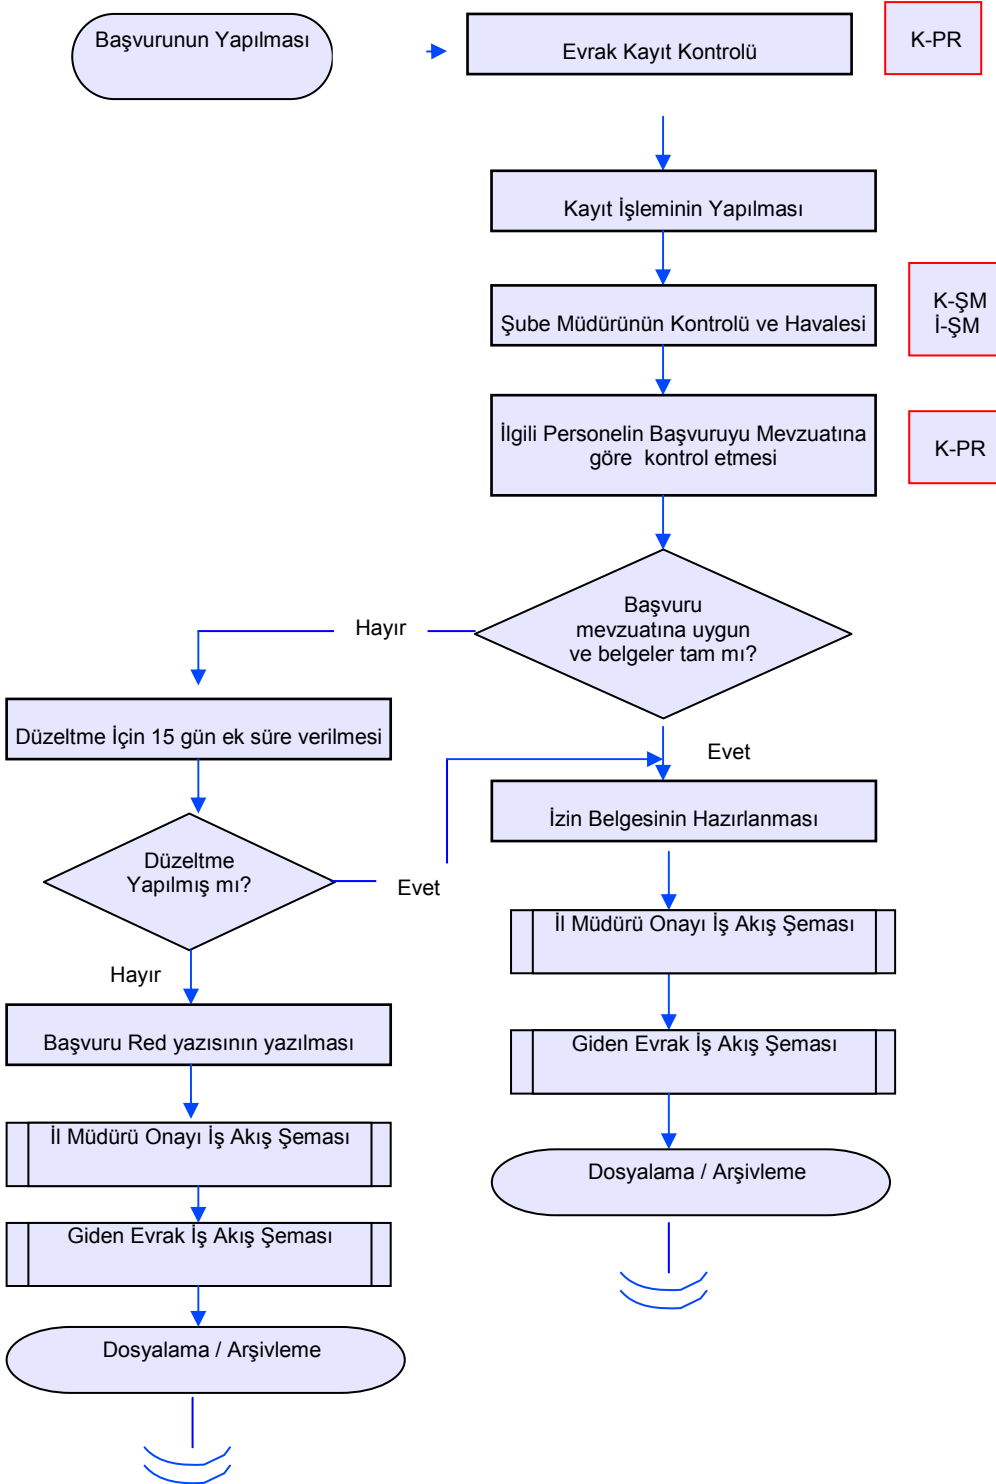 Başvurunun Yapılması
Evrak Kayıt Kontrolü
K-PR
Kayıt İşleminin Yapılması
Şube Müdürünün Kontrolü ve Havalesi
K-ŞM
İ-ŞM
İlgili Personelin Başvuruyu Mevzuatına
göre kontrol etmesi
K-PR
Başvuru
mevzuatına uygun
ve belgeler tam mı?
Hayır
Düzeltme İçin 15 gün ek süre verilmesi
Evet
İzin Belgesinin Hazırlanması
Düzeltme
Yapılmış mı?
Evet
Hayır
İl Müdürü Onayı İş Akış Şeması
Başvuru Red yazısının yazılması
Giden Evrak İş Akış Şeması
İl Müdürü Onayı İş Akış Şeması
Dosyalama / Arşivleme
Giden Evrak İş Akış Şeması
Dosyalama / Arşivleme